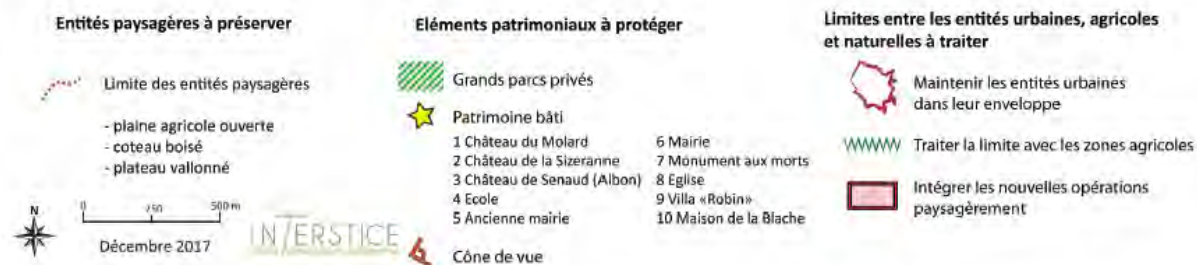 Entités paysagères à préserver
Limite des entités paysagères
- plaine agricole ouverte
- coteau boisé
- plateau vallonné
N
0 250 500 m
Décembre 2017
INTERSTICE
Eléments patrimoniaux à protéger
Grands parcs privés
Patrimoine bâti
1 Château du Molard
2 Château de la Sizeranne
3 Château de Senaud (Albon)
4 Ecole
5 Ancienne mairie
6 Mairie
7 Monument aux morts
8 Eglise
9 Villa «Robin»
10 Maison de la Blache
Cône de vue
Limites entre les entités urbaines, agricoles
et naturelles à traiter
Maintenir les entités urbaines
dans leur enveloppe
Traiter la limite avec les zones agricoles
Intégrer les nouvelles opérations
paysagèrement